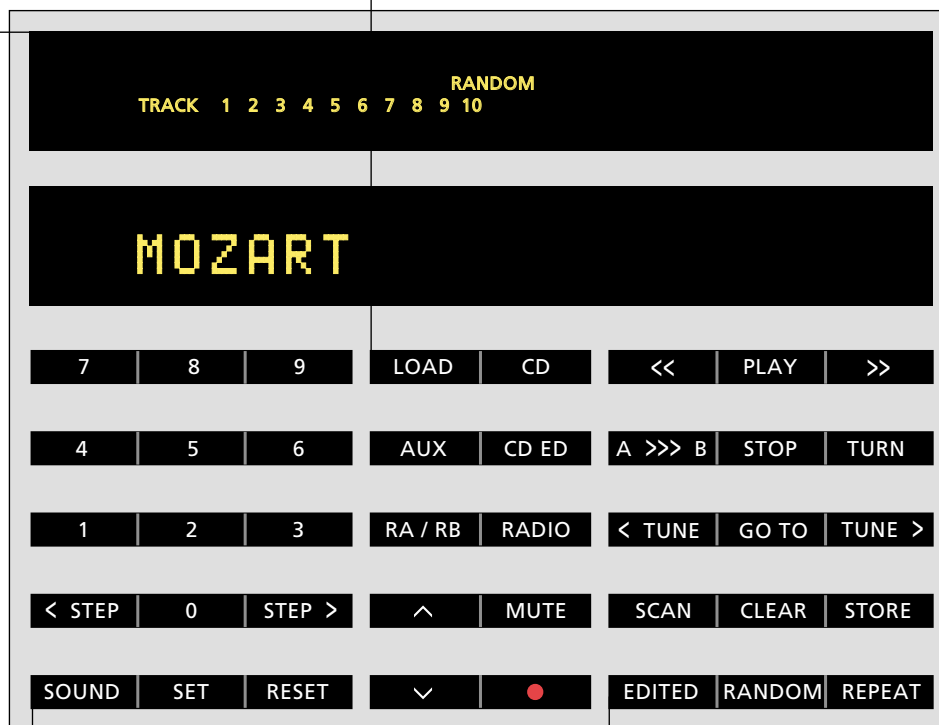 RANDOM
TRACK 1 2 3 4 5 6 7 8 9 10
MOZART
7 8 9 LOAD CD << PLAY >>
4 5 6 AUX CD ED A >>> B STOP TURN
1 2 3 RA / RB RADIO < TUNE GO TO TUNE >
< STEP 0 STEP > ^ MUTE SCAN CLEAR STORE
SOUND SET RESET ˅ ● EDITED RANDOM REPEAT